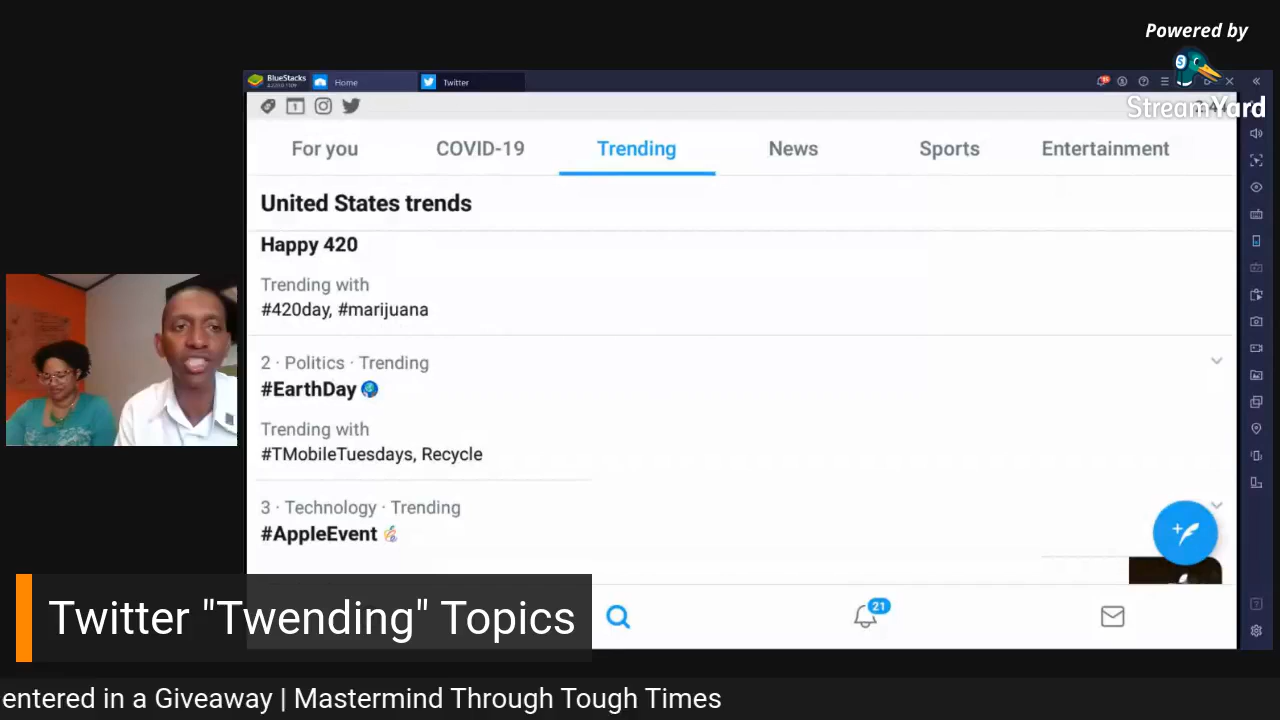 Powered by
StreamYard
BlueStacks
Home
Twitter
For you
COVID-19
Trending
News
Sports
Entertainment
United States trends
Happy 420
Trending with
#420day, #marijuana
2 · Politics · Trending
#EarthDay
Trending with
#TMobileTuesdays, Recycle
3 · Technology · Trending
#AppleEvent
21
Twitter "Twending" Topics
entered in a Giveaway | Mastermind Through Tough Times